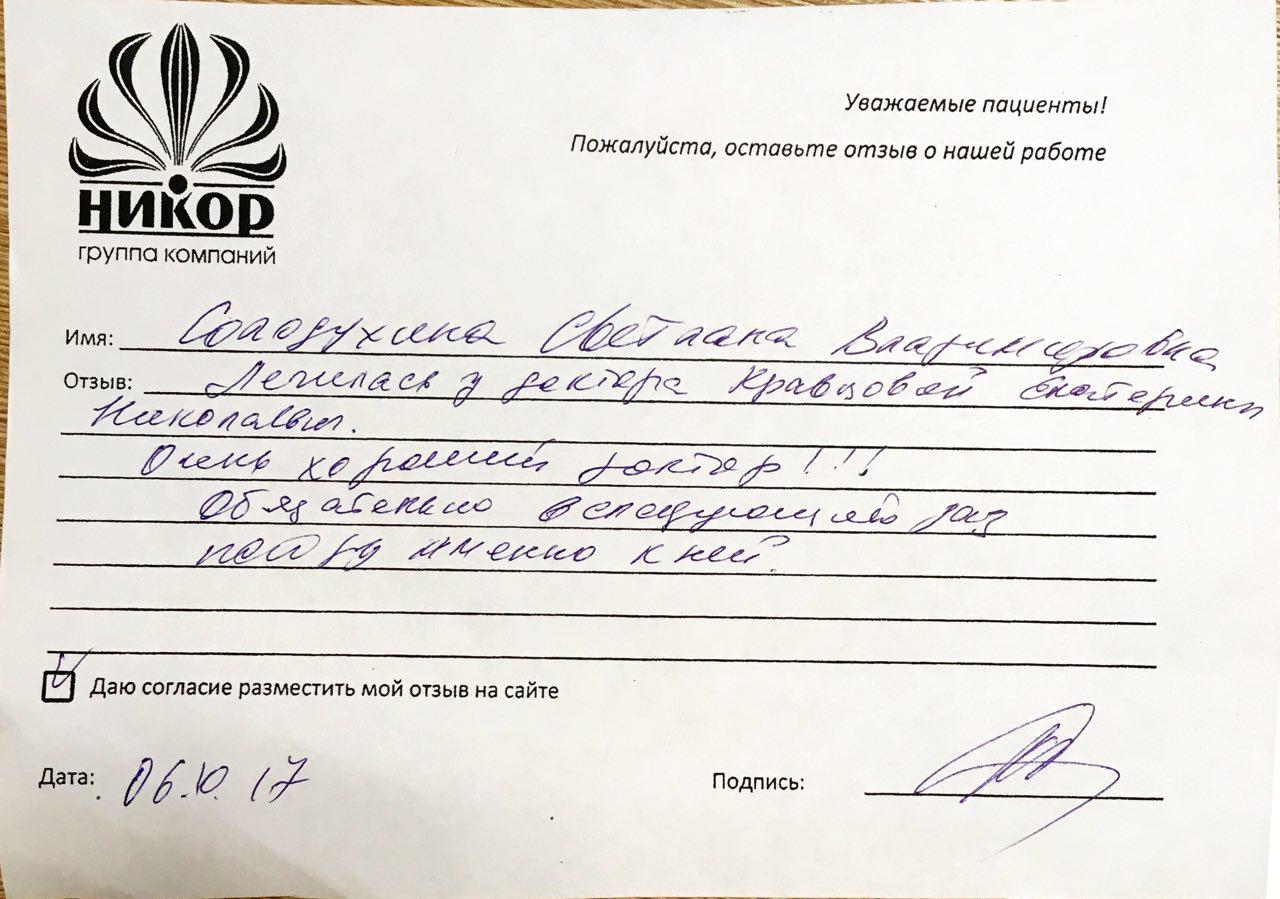 Уважаемые пациенты!
Пожалуйста, оставьте отзыв о нашей работе
НИКОР
группа компаний
Имя: Солодухина Светлана Владимировна
Отзыв: Лечилась у доктора Кравцовой Екатерины
Николаевны.
Очень хороший доктор!!!
Обязательно в следующий раз
пойду именно к ней.
Даю согласие разместить мой отзыв на сайте
Дата: 06.10.17
Подпись: